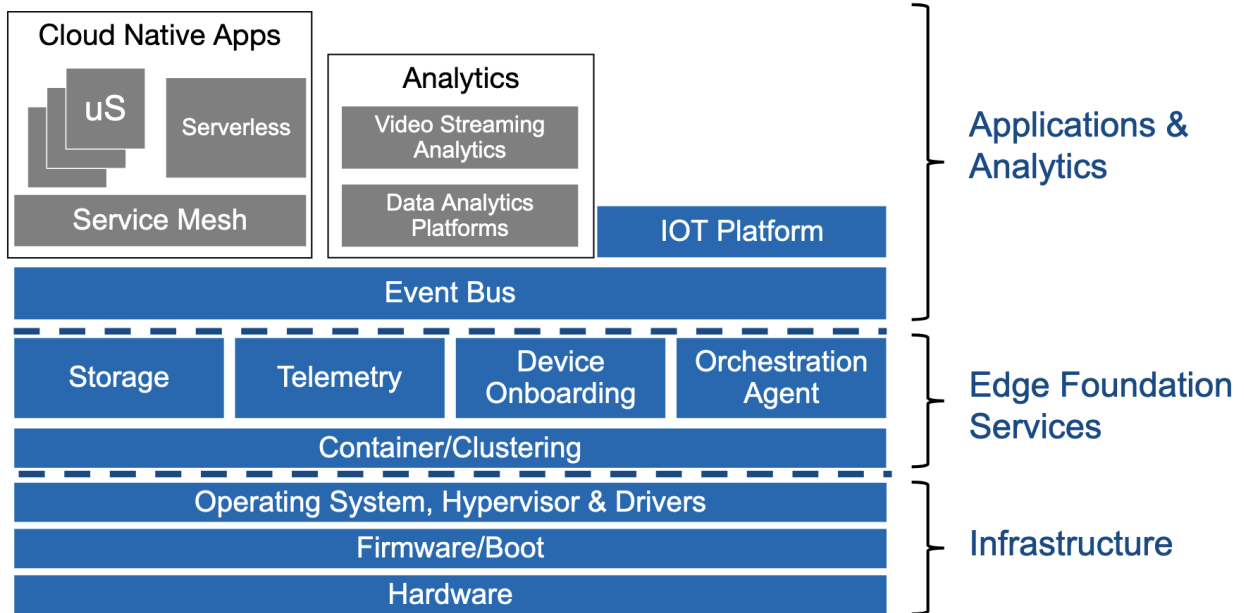 Cloud Native Apps
uS
Serverless
Service Mesh
Analytics
Video Streaming
Analytics
Data Analytics
Platforms
IOT Platform
Event Bus
Applications &
Analytics
Storage
Telemetry
Device
Onboarding
Orchestration
Agent
Container/Clustering
Edge Foundation
Services
Operating System, Hypervisor & Drivers
Firmware/Boot
Hardware
Infrastructure